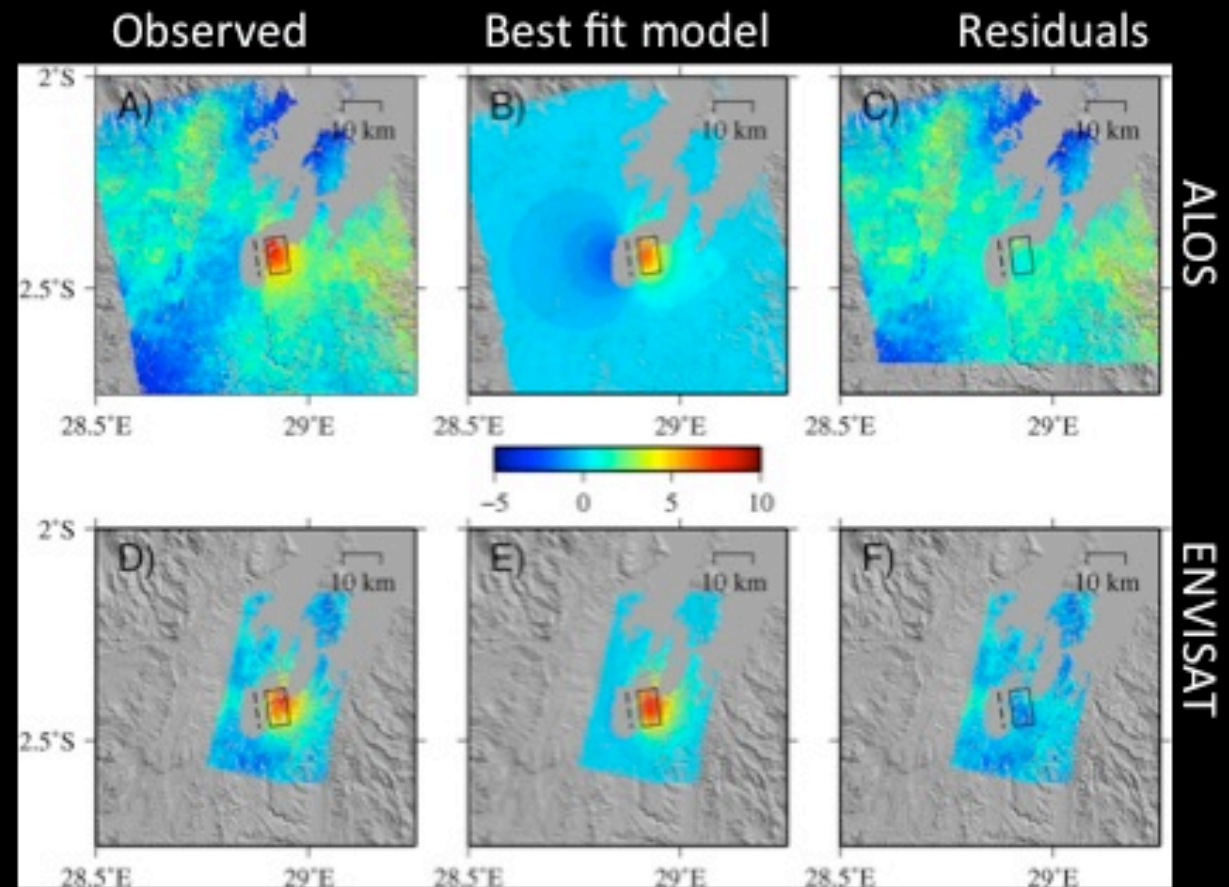 Observed Best fit model Residuals
2°S
A) B) C)
10 km 10 km 10 km
ALOS
2.5°S
28.5°E 29°E 28.5°E 29°E 28.5°E 29°E
−5 0 5 10
2°S
D) E) F)
10 km 10 km 10 km
ENVISAT
2.5°S
28.5°E 29°E 28.5°E 29°E 28.5°E 29°E